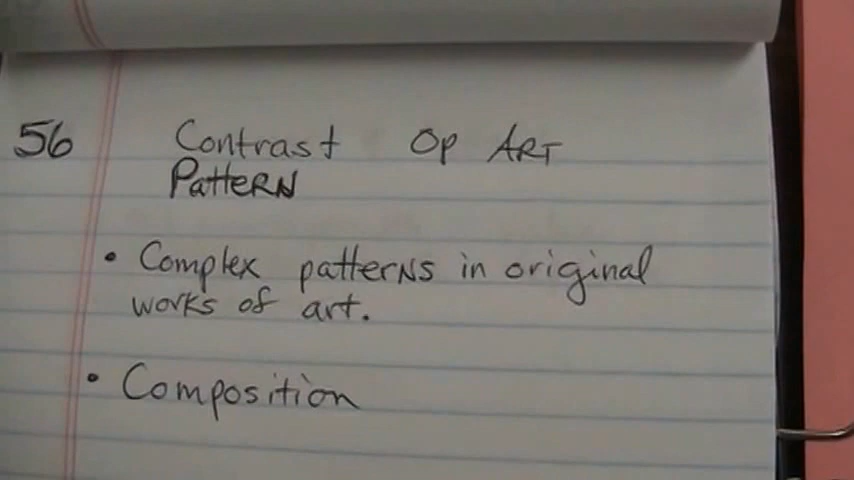 56 Contrast Op ART
PatteRN
• Complex patterns in original
works of art.
• Composition